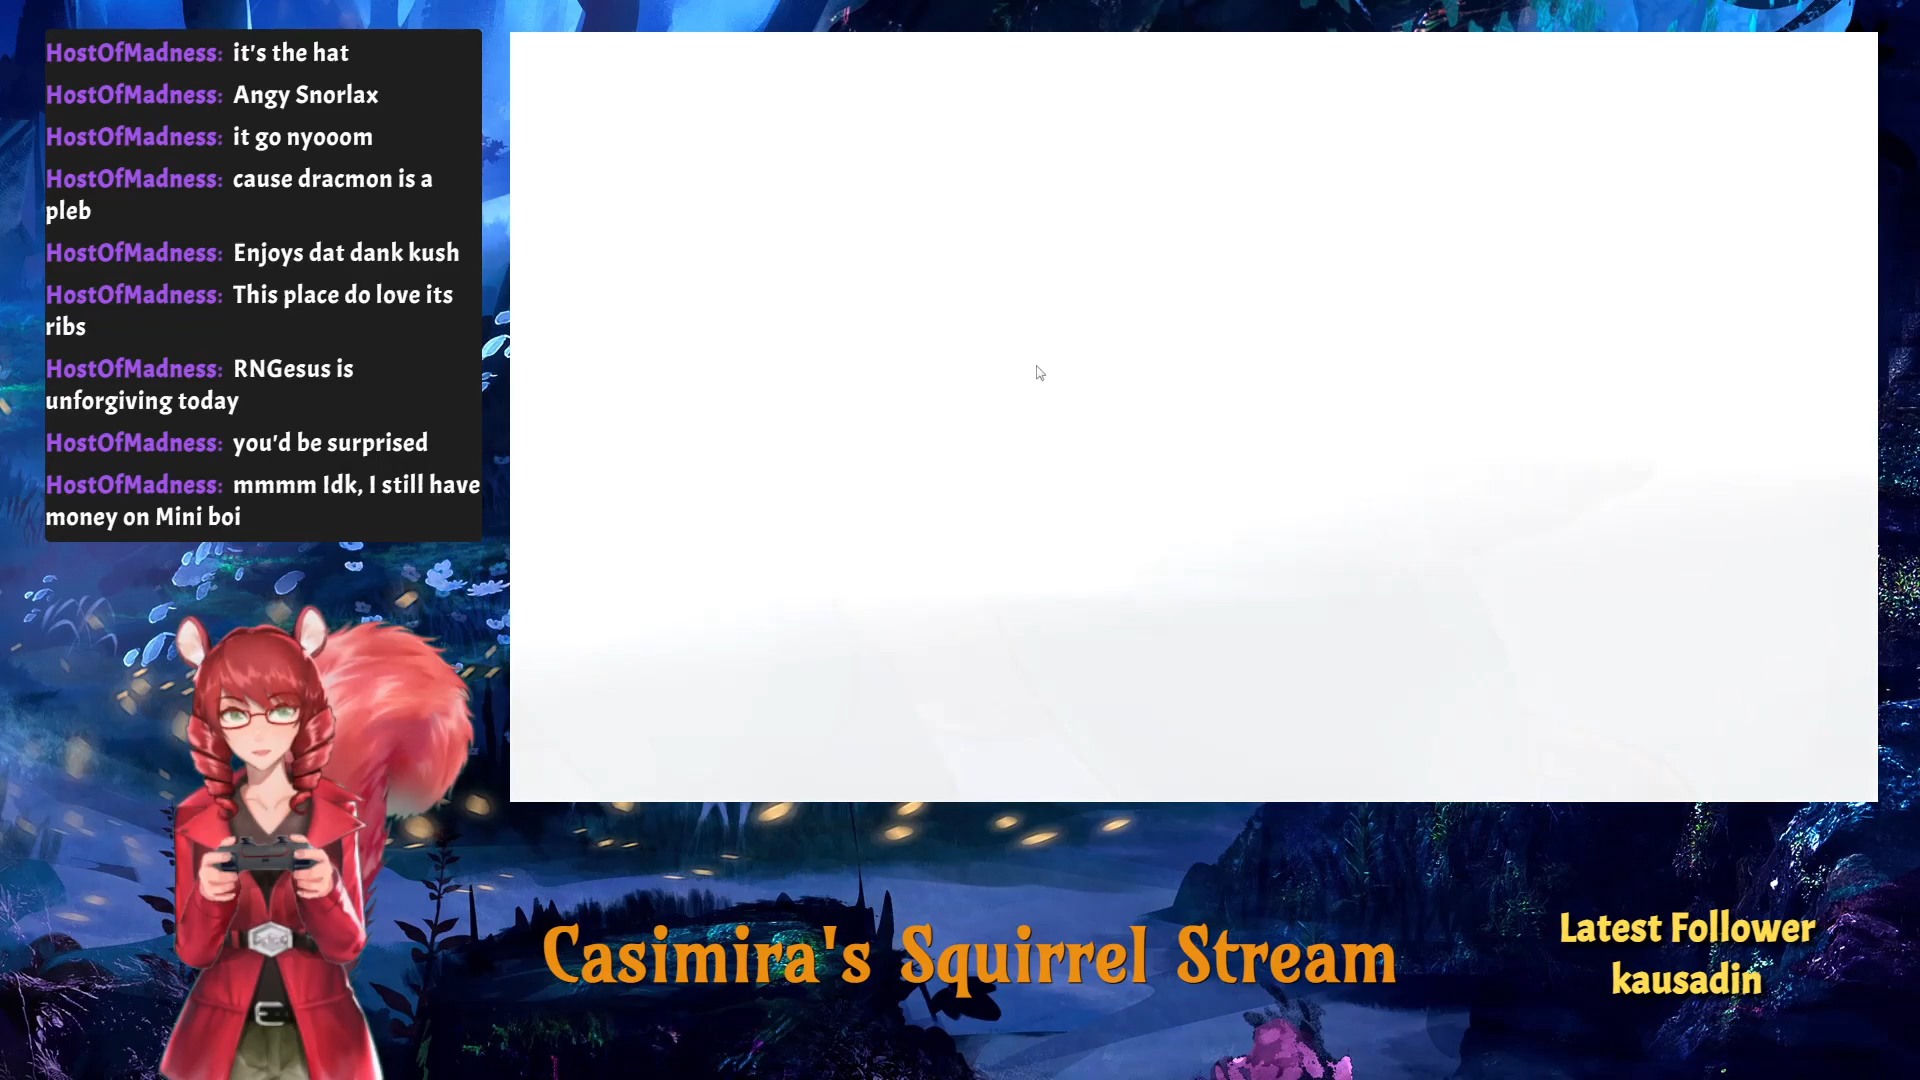 HostOfMadness: it's the hat
HostOfMadness: Angy Snorlax
HostOfMadness: it go nyooom
HostOfMadness: cause dracmon is a
pleb
HostOfMadness: Enjoys dat dank kush
HostOfMadness: This place do love its
ribs
HostOfMadness: RNGesus is
unforgiving today
HostOfMadness: you'd be surprised
HostOfMadness: mmmm Idk, I still have
money on Mini boi
Casimira's Squirrel Stream
Latest Follower
kausadin